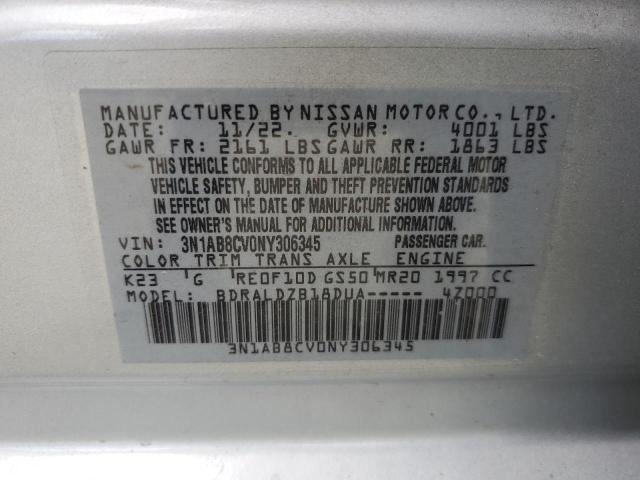 MANUFACTURED BY NISSAN MOTOR CO., LTD.
DATE: 11/22. GVWR: 4001 LBS
GAWR FR: 2161 LBS GAWR RR: 1863 LBS
THIS VEHICLE CONFORMS TO ALL APPLICABLE FEDERAL MOTOR
VEHICLE SAFETY, BUMPER AND THEFT PREVENTION STANDARDS
IN EFFECT ON THE DATE OF MANUFACTURE SHOWN ABOVE.
SEE OWNER'S MANUAL FOR ADDITIONAL INFORMATION.
VIN: 3N1AB8CV0NY306345 PASSENGER CAR.
COLOR TRIM TRANS AXLE ENGINE
K23 G RE0F10D GS50 MR20 1997 CC
MODEL: BDRALDZB18DUA----- 4Z000
3N1AB8CV0NY306345